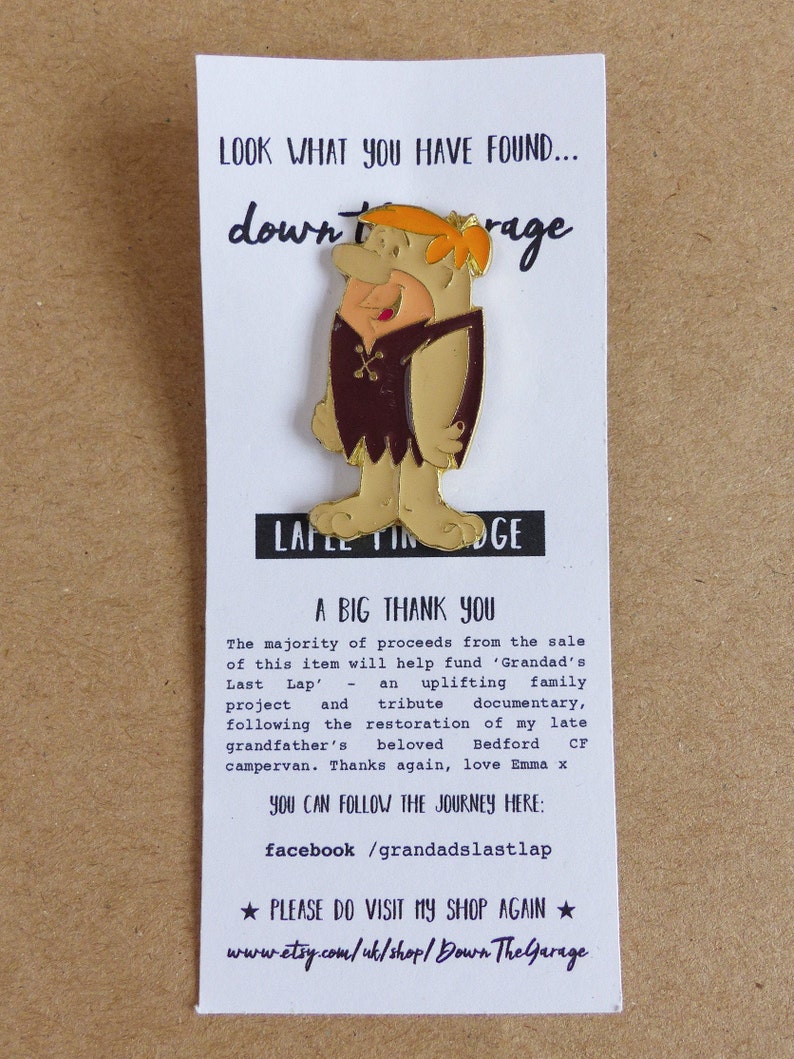 LOOK WHAT YOU HAVE FOUND...
down
LAPEL PIN
A BIG THANK YOU
The majority of proceeds from the sale
of this item will help fund ‘Grandad’s
Last Lap’ – an uplifting family
project and tribute documentary,
following the restoration of my late
grandfather’s beloved Bedford CF
campervan. Thanks again, love Emma x
YOU CAN FOLLOW THE JOURNEY HERE:
facebook /grandadslastlap
★ PLEASE DO VISIT MY SHOP AGAIN ★
www.etsy.com/uk/shop/DownTheGarage